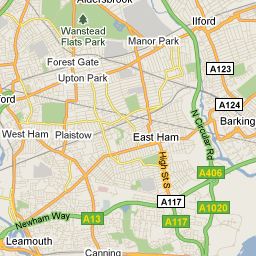 Aldersbrook
Wanstead
Flats Park
Ilford
Manor Park
Forest Gate
A123
Upton Park
ford
A124
N Circular Rd
Barking
West Ham
Plaistow
East Ham
High St S
A406
A117
Newham Way
A13
A117
A1020
Leamouth
Canning